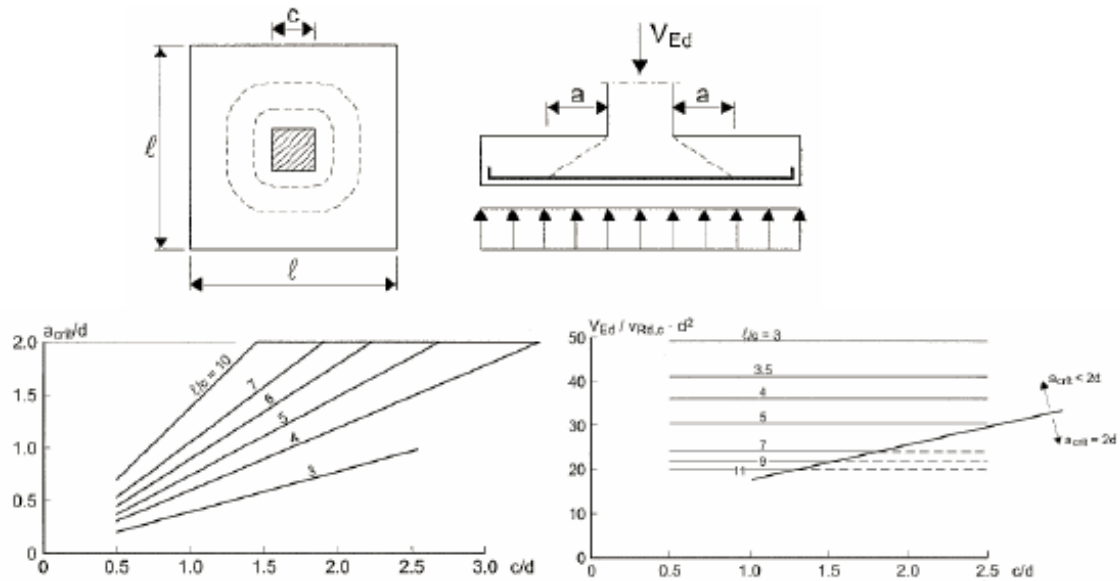 c
V_Ed
a
a
ℓ
ℓ
a_crit/d
2.0
1.5
1.0
0.5
0
ℓ/c = 10
7
6
5
4
3
0
0.5
1.0
1.5
2.0
2.5
3.0
c/d
V_Ed / v_Rd,c · d²
50
40
30
20
10
0
ℓ/c = 3
3.5
4
5
7
9
11
a_crit < 2d
a_crit = 2d
0
0.5
1.0
1.5
2.0
2.5
c/d